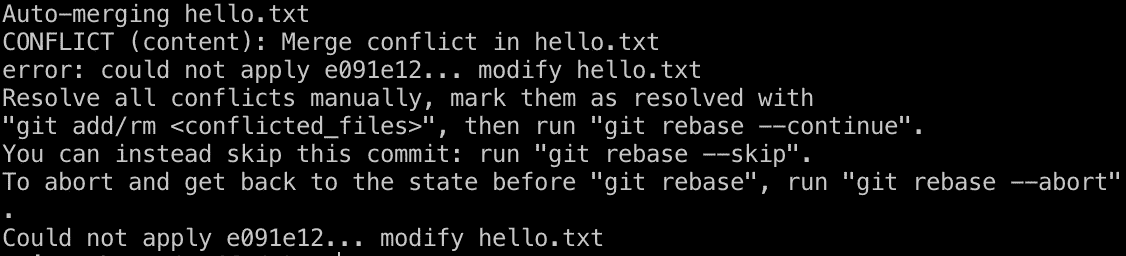 Auto-merging hello.txt
CONFLICT (content): Merge conflict in hello.txt
error: could not apply e091e12... modify hello.txt
Resolve all conflicts manually, mark them as resolved with
"git add/rm <conflicted_files>", then run "git rebase --continue".
You can instead skip this commit: run "git rebase --skip".
To abort and get back to the state before "git rebase", run "git rebase --abort"
.
Could not apply e091e12... modify hello.txt